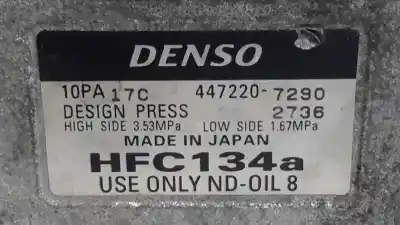 DENSO
10PA 17C 447220-7290
DESIGN PRESS 2736
HIGH SIDE 3.53MPa LOW SIDE 1.67MPa
MADE IN JAPAN
HFC134a
USE ONLY ND-OIL 8